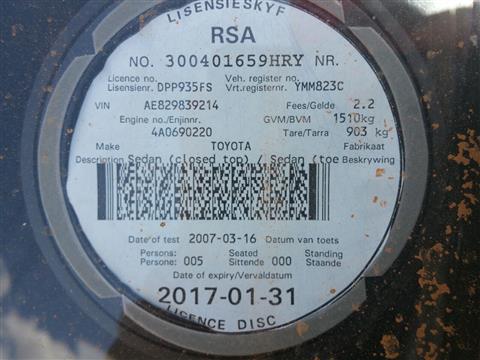 LISENSIESKYF
RSA
NO. 300401659HRY NR.
Licence no. Veh. register no.
Lisensienr. DPP935FS Vrt.registernr. YMM823C
VIN AE829839214 Fees/Gelde 2.2
Engine no./Enjinnr. GVM/BVM 1510kg
4A0690220 Tare/Tarra 903 kg
Make TOYOTA Fabrikaat
Description Sedan (closed top) / Sedan (toe Beskrywing
Date of test 2007-03-16 Datum van toets
Persons: Seated Standing
Persone: 005 Sittende 000 Staande
Date of expiry/Vervaldatum
2017-01-31
LICENCE DISC